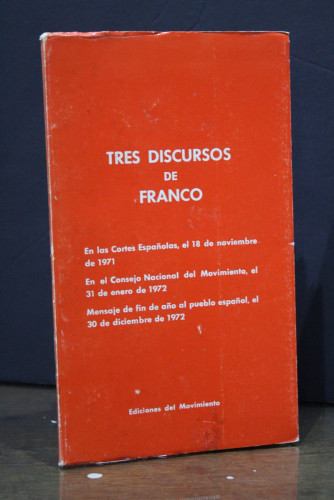 TRES DISCURSOS
DE
FRANCO
En las Cortes Españolas, el 18 de noviembre
de 1971
En el Consejo Nacional del Movimiento, el
31 de enero de 1972
Mensaje de fin de año al pueblo español, el
30 de diciembre de 1972
Ediciones del Movimiento